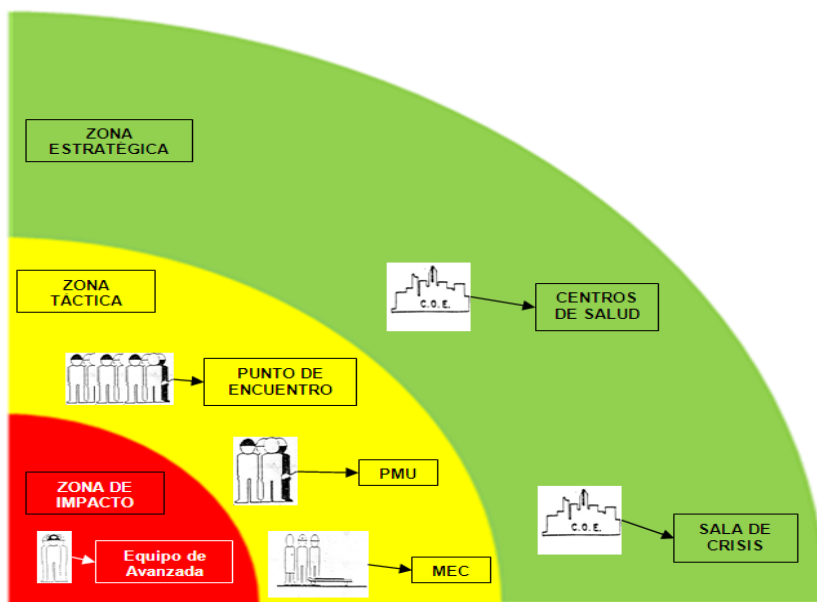 ZONA
ESTRATÉGICA
ZONA
TÁCTICA
C.O.E.
CENTROS
DE SALUD
PUNTO DE
ENCUENTRO
PMU
ZONA DE
IMPACTO
C.O.E.
SALA DE
CRISIS
Equipo de
Avanzada
MEC